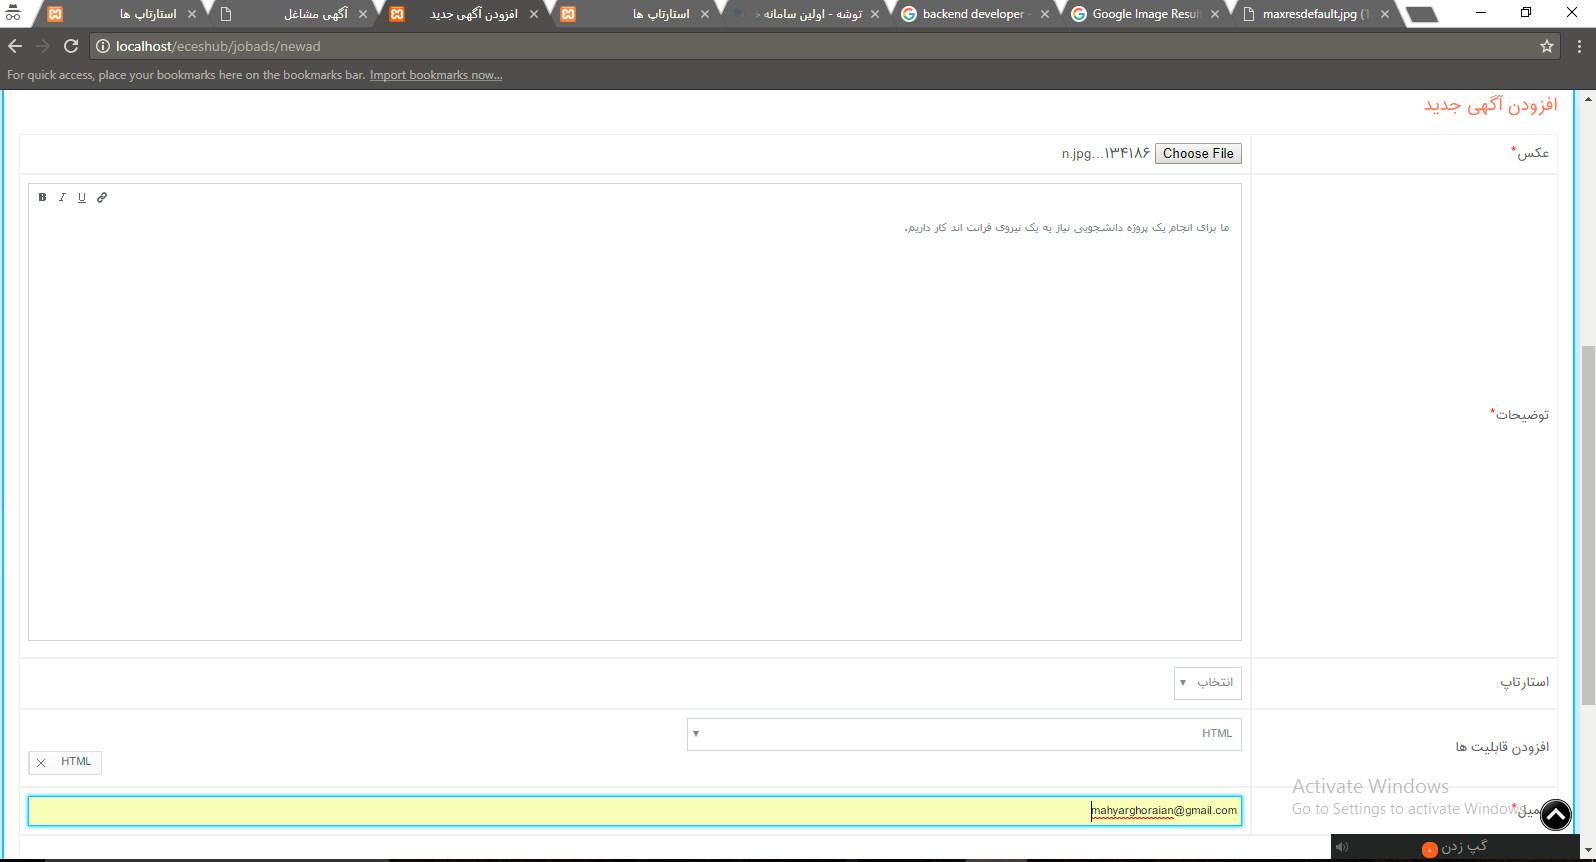 استارتاپ ها
آگهی مشاغل
افزودن آگهی جدید
استارتاپ ها
توشه - اولین سامانه
backend developer -
Google Image Resul
maxresdefault.jpg (1
localhost/eceshub/jobads/newad
For quick access, place your bookmarks here on the bookmarks bar. Import bookmarks now...
افزودن آگهی جدید
عکس*
Choose File
n.jpg...۱۳۴۱۸۶
B I U
ما برای انجام یک پروژه دانشجویی نیاز یه یک نیروی فرانت اند کار داریم.
توضیحات*
استارتاپ
انتخاب
افزودن قابلیت ها
HTML
HTML
mahyarghoraian@gmail.com
Activate Windows
Go to Settings to activate Windows.
گپ زدن